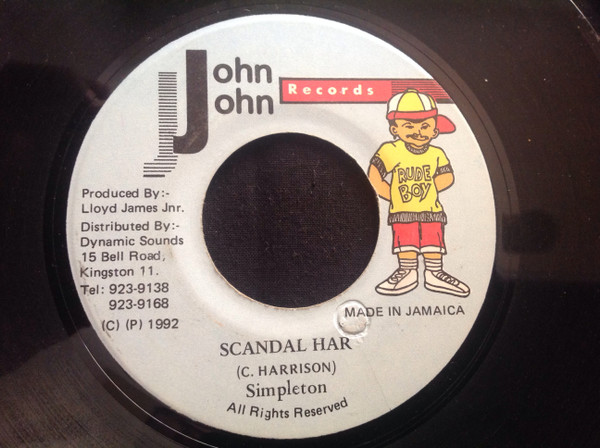 John
John
Records
RUDE
BOY
Produced By:-
Lloyd James Jnr.
Distributed By:-
Dynamic Sounds
15 Bell Road,
Kingston 11.
Tel: 923-9138
923-9168
(C) (P) 1992
MADE IN JAMAICA
SCANDAL HAR
(C. HARRISON)
Simpleton
All Rights Reserved